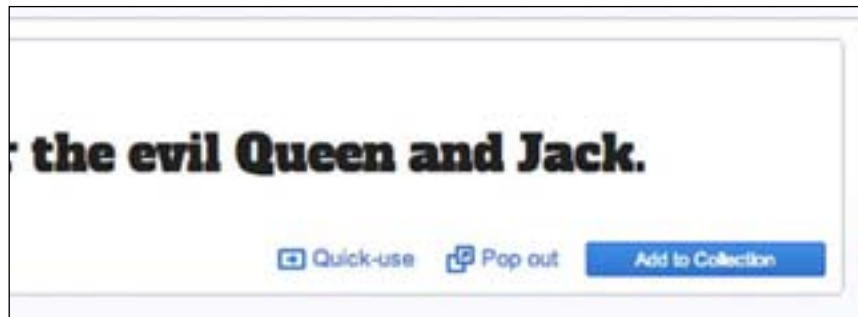 the evil Queen and Jack.
Quick-use Pop out Add to Collection